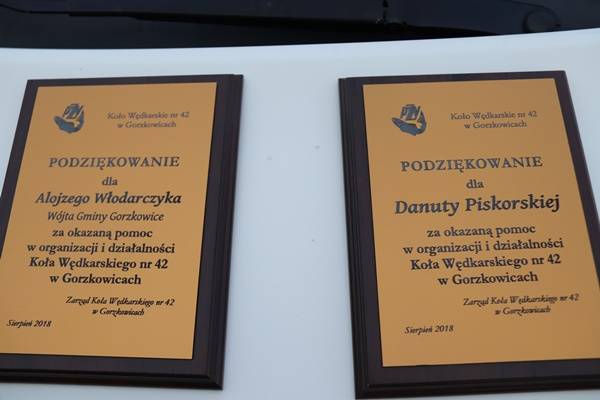 Koło Wędkarskie nr 42
w Gorzkowicach
PODZIĘKOWANIE
dla
Alojzego Włodarczyka
Wójta Gminy Gorzkowice
za okazaną pomoc
w organizacji i działalności
Koła Wędkarskiego nr 42
w Gorzkowicach
Zarząd Koła Wędkarskiego nr 42
w Gorzkowicach
Sierpień 2018
Koło Wędkarskie nr 42
w Gorzkowicach
PODZIĘKOWANIE
dla
Danuty Piskorskiej
za okazaną pomoc
w organizacji i działalności
Koła Wędkarskiego nr 42
w Gorzkowicach
Zarząd Koła Wędkarskiego nr 42
w Gorzkowicach
Sierpień 2018